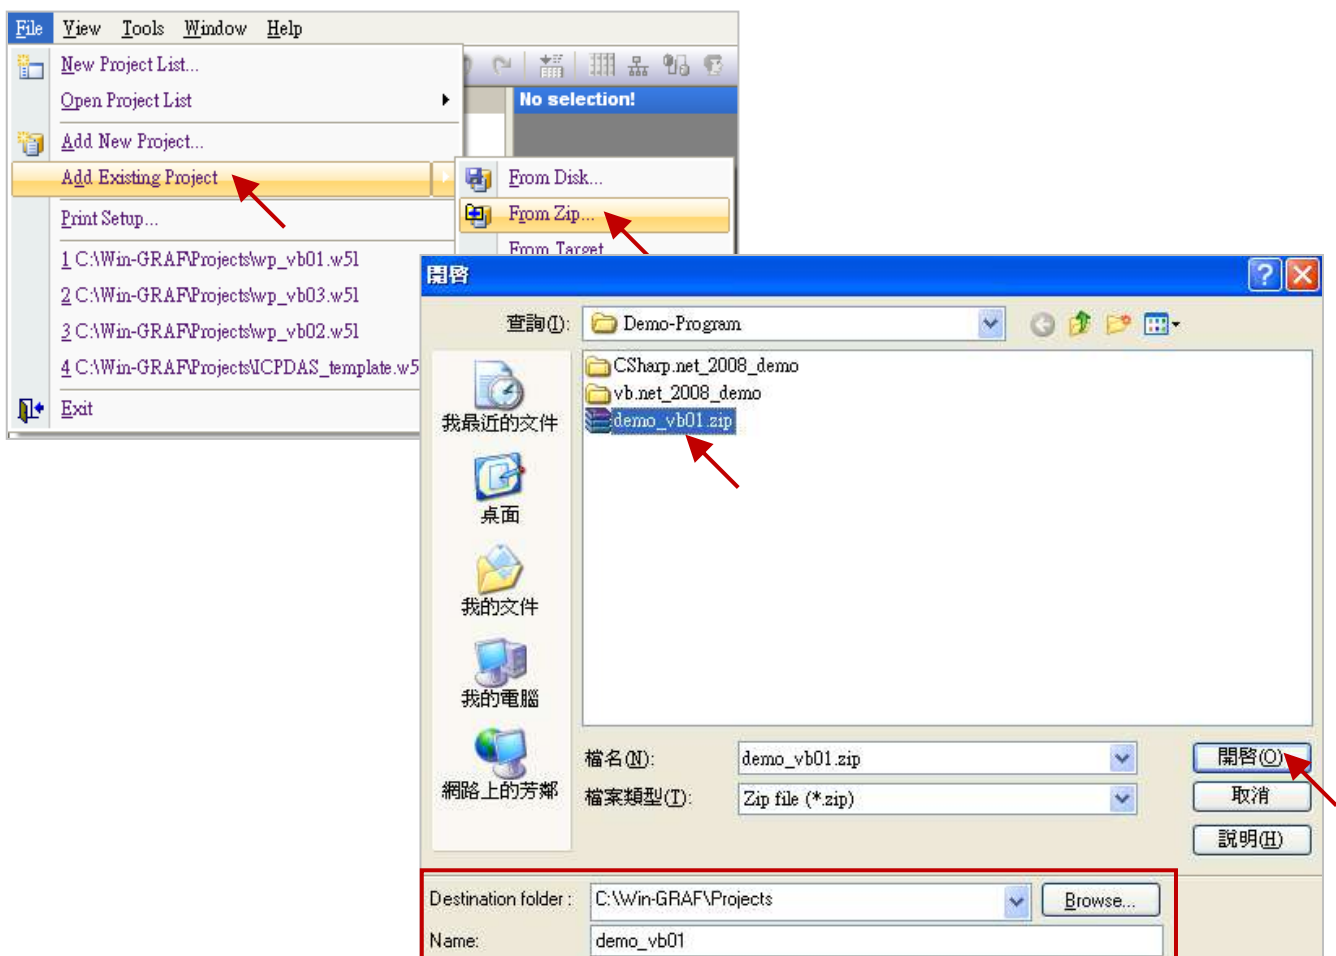 File View Tools Window Help
New Project List...
Open Project List
No selection!
Add New Project...
Add Existing Project
From Disk...
From Zip...
From Target
Print Setup...
1 C:\Win-GRAF\Projects\wp_vb01.w5l
2 C:\Win-GRAF\Projects\wp_vb03.w5l
3 C:\Win-GRAF\Projects\wp_vb02.w5l
4 C:\Win-GRAF\Projects\ICPDAS_template.w5
Exit
開啓
查詢(I): Demo-Program
CSharp.net_2008_demo
vb.net_2008_demo
demo_vb01.zip
我最近的文件
桌面
我的文件
我的電腦
網路上的芳鄰
檔名(N): demo_vb01.zip 開啓(O)
檔案類型(T): Zip file (*.zip) 取消
說明(H)
Destination folder : C:\Win-GRAF\Projects Browse...
Name: demo_vb01